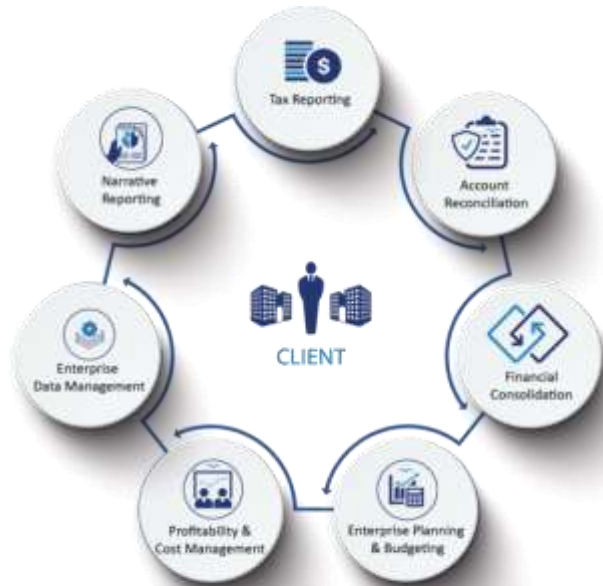 Tax Reporting
Account
Reconciliation
Financial
Consolidation
Enterprise Planning
& Budgeting
Profitability &
Cost Management
Enterprise
Data Management
Narrative
Reporting
CLIENT